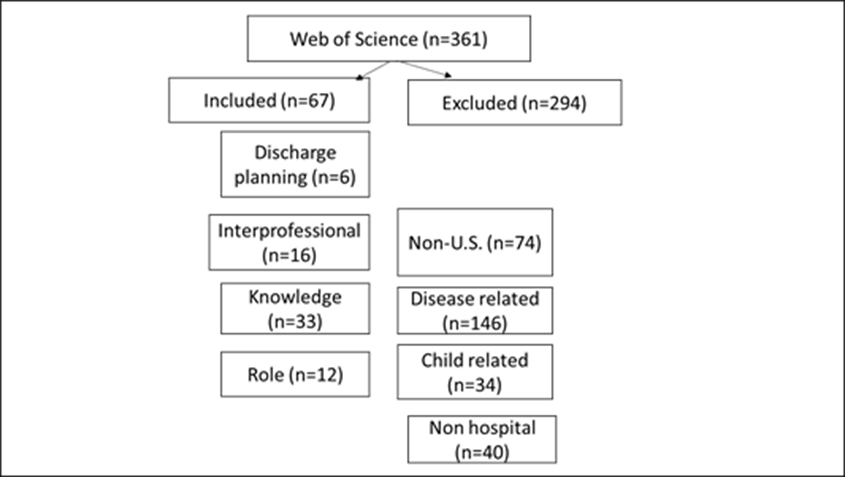 Web of Science (n=361)
Included (n=67)
Excluded (n=294)
Discharge
planning (n=6)
Interprofessional
(n=16)
Non-U.S. (n=74)
Knowledge
(n=33)
Disease related
(n=146)
Role (n=12)
Child related
(n=34)
Non hospital
(n=40)